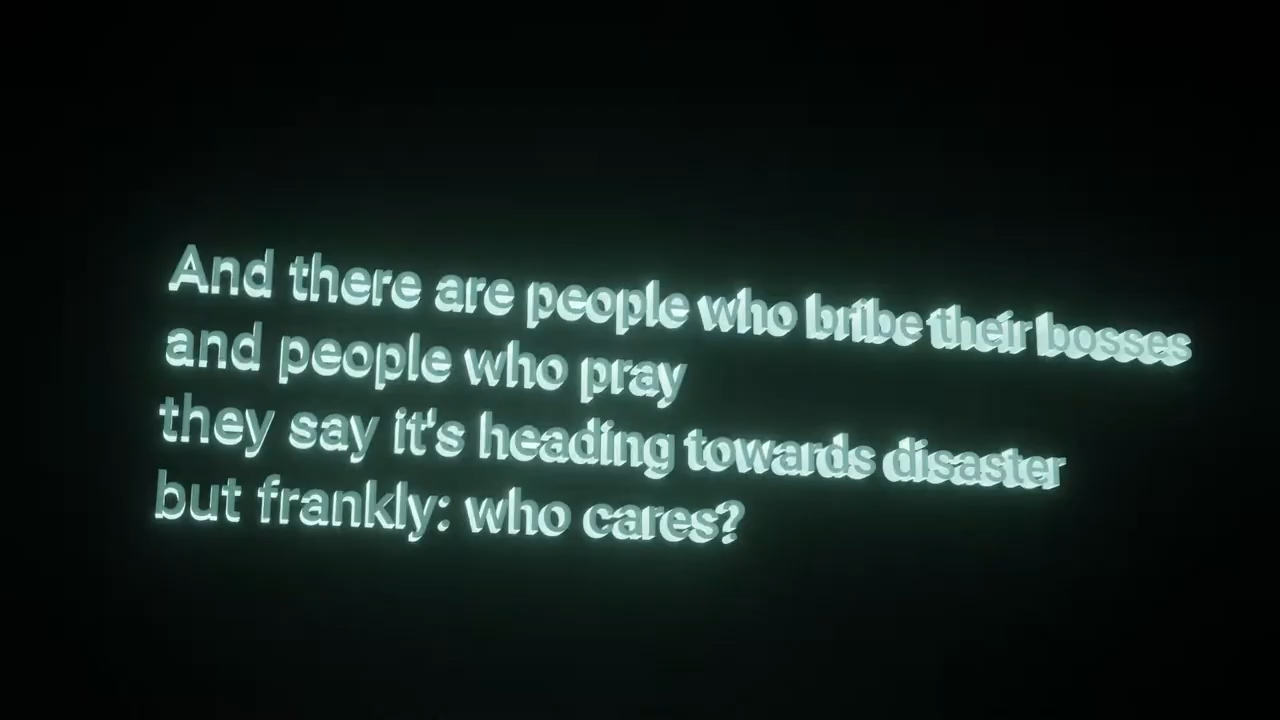 And there are people who bribe their bosses
and people who pray
they say it's heading towards disaster
but frankly: who cares?